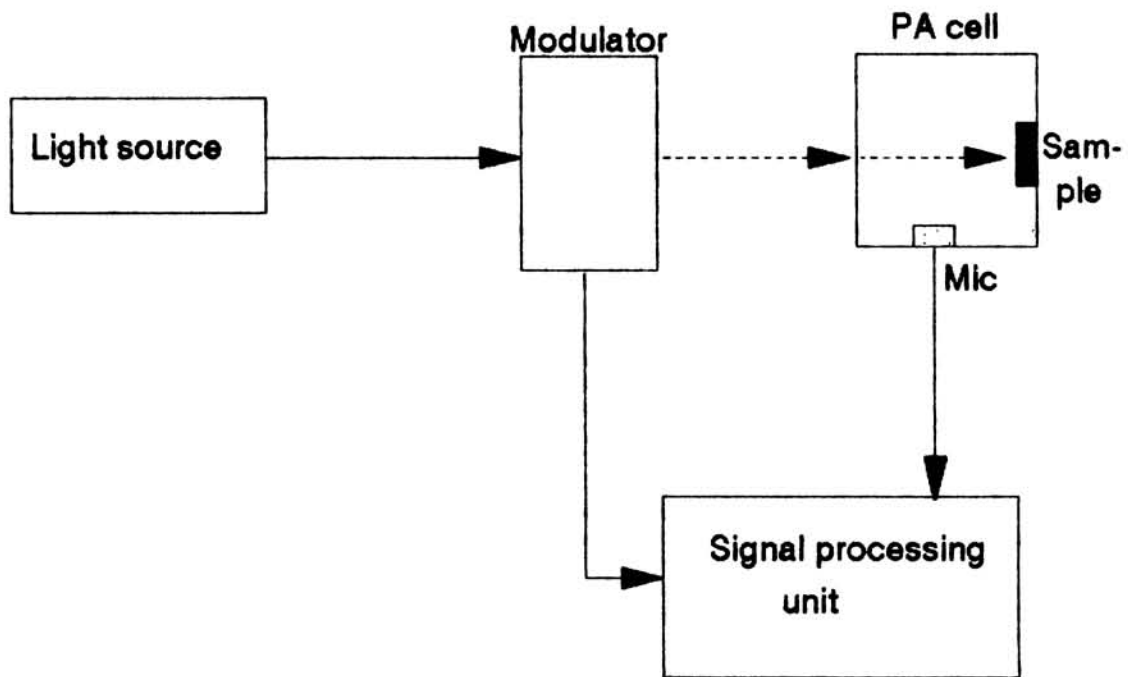 Light source
Modulator
PA cell
Sam-
ple
Mic
Signal processing
unit